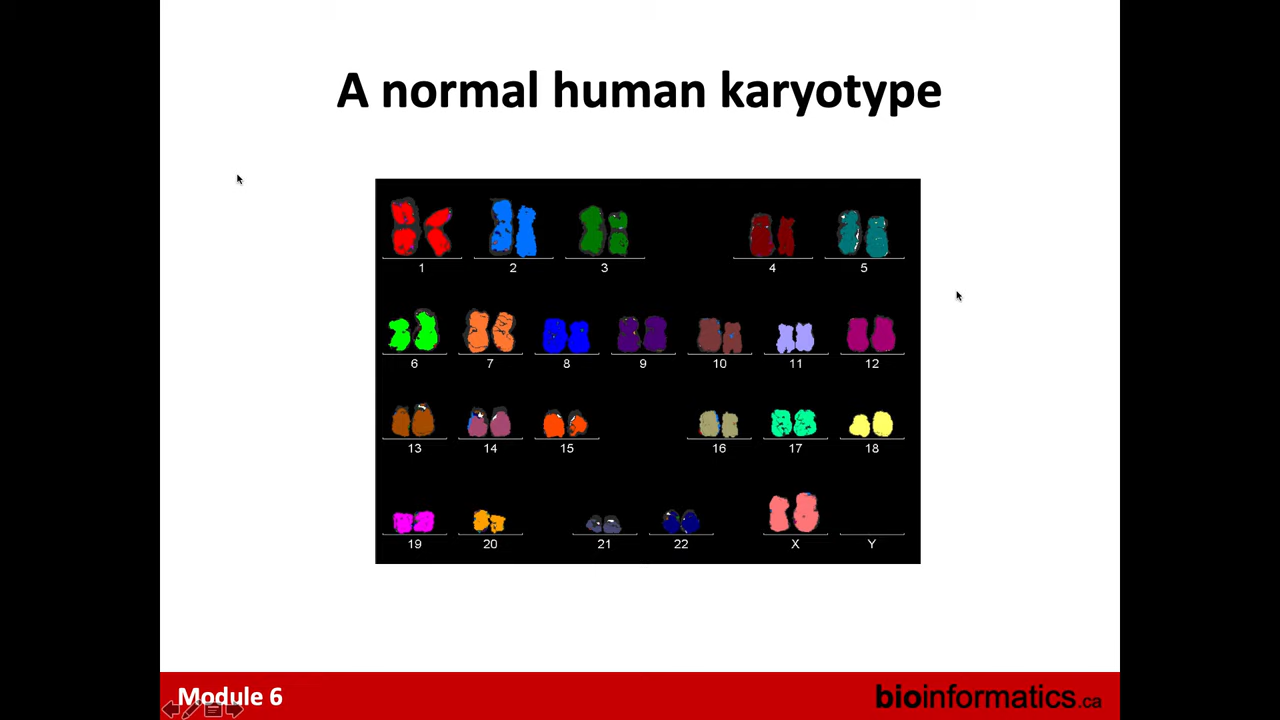 A normal human karyotype
1 2 3 4 5
6 7 8 9 10 11 12
13 14 15 16 17 18
19 20 21 22 X Y
Module 6
bioinformatics.ca